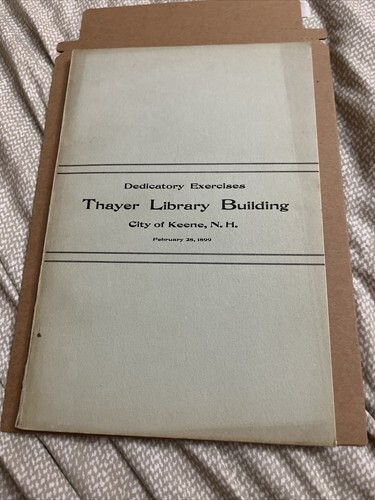 Dedicatory Exercises
Thayer Library Building
City of Keene, N. H.
February 28, 1899